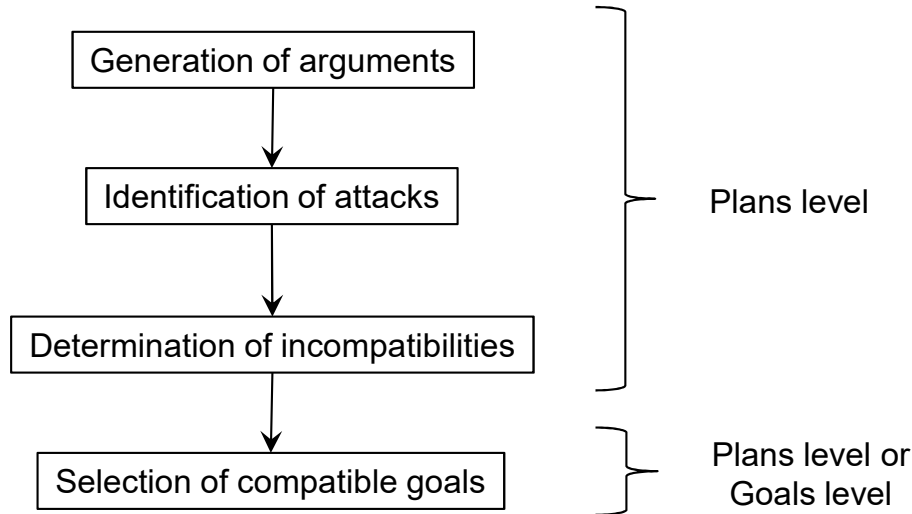 Generation of arguments
Identification of attacks
Plans level
Determination of incompatibilities
Selection of compatible goals
Plans level or
Goals level